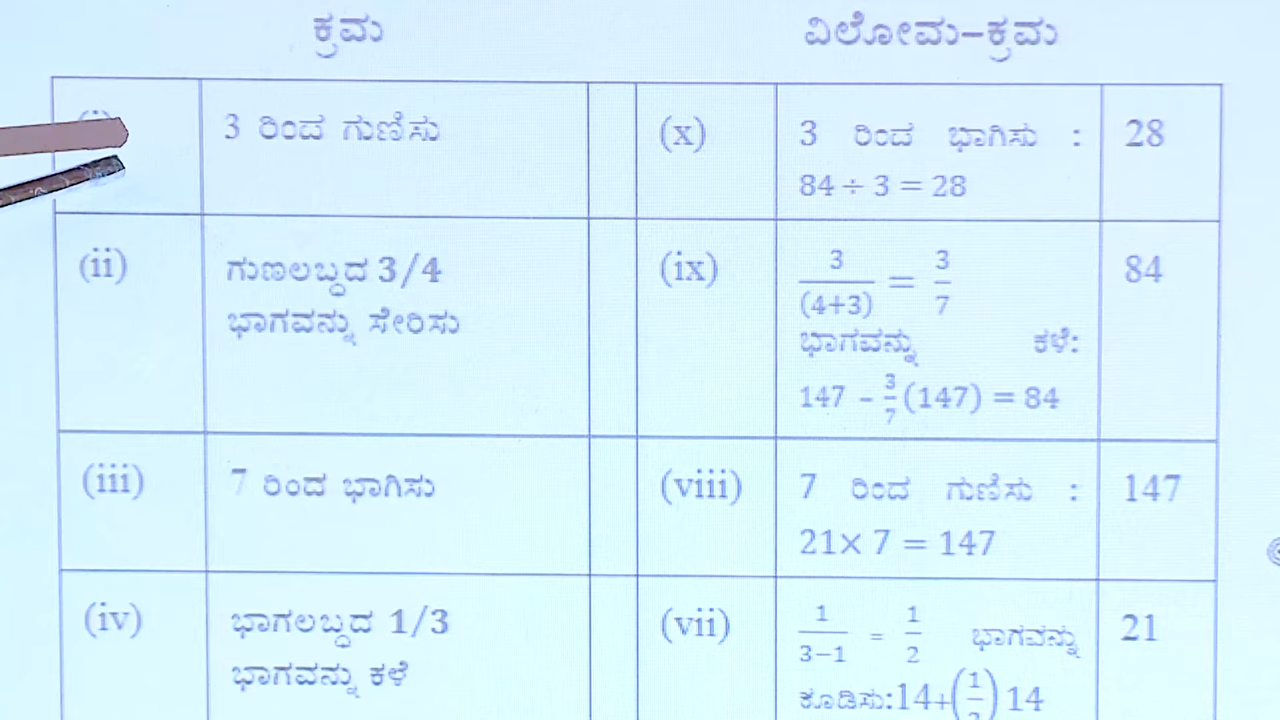 ಕ್ರಮ ವಿಲೋಮ–ಕ್ರಮ
(i) 3 ರಿಂದ ಗುಣಿಸು (x) 3 ರಿಂದ ಭಾಗಿಸು : 28
84 ÷ 3 = 28
(ii) ಗುಣಲಬ್ಧದ 3/4 (ix) 3/(4+3) = 3/7 84
ಭಾಗವನ್ನು ಸೇರಿಸು ಭಾಗವನ್ನು ಕಳೆ:
147 - 3/7 (147) = 84
(iii) 7 ರಿಂದ ಭಾಗಿಸು (viii) 7 ರಿಂದ ಗುಣಿಸು : 147
21× 7 = 147
(iv) ಭಾಗಲಬ್ಧದ 1/3 (vii) 1/3−1 = 1/2 ಭಾಗವನ್ನು 21
ಭಾಗವನ್ನು ಕಳೆ ಕೂಡಿಸು:14+(1/2) 14